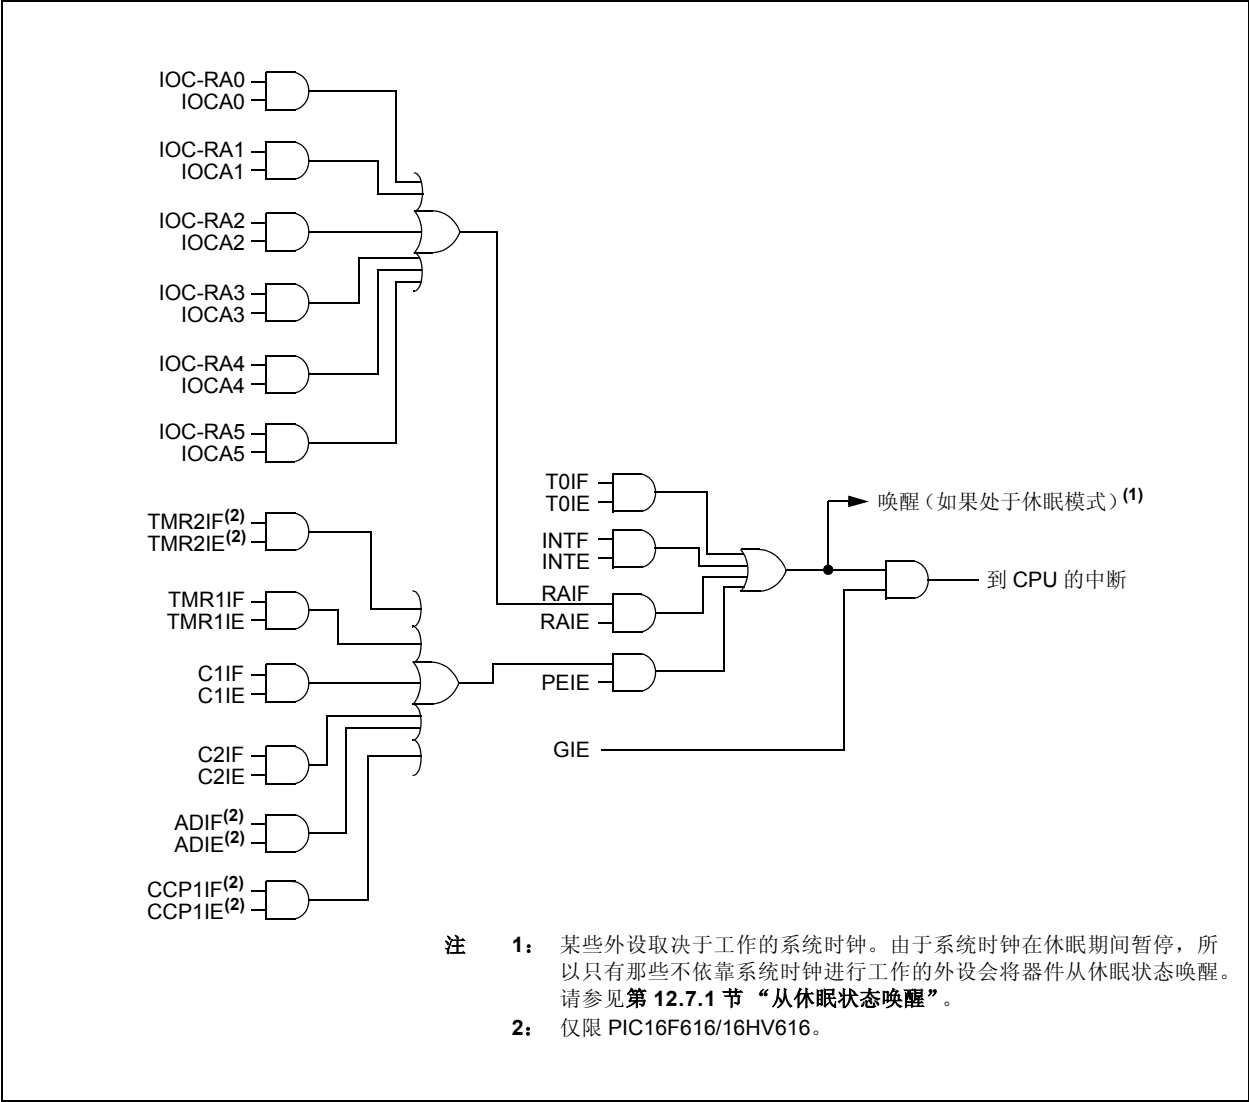 IOC-RA0
IOCA0
IOC-RA1
IOCA1
IOC-RA2
IOCA2
IOC-RA3
IOCA3
IOC-RA4
IOCA4
IOC-RA5
IOCA5
TMR2IF(2)
TMR2IE(2)
TMR1IF
TMR1IE
C1IF
C1IE
C2IF
C2IE
ADIF(2)
ADIE(2)
CCP1IF(2)
CCP1IE(2)
T0IF
T0IE
INTF
INTE
RAIF
RAIE
PEIE
GIE
唤醒（如果处于休眠模式）(1)
到 CPU 的中断
注 1： 某些外设取决于工作的系统时钟。由于系统时钟在休眠期间暂停，所
以只有那些不依靠系统时钟进行工作的外设会将器件从休眠状态唤醒。
请参见第 12.7.1 节 “从休眠状态唤醒”。
2： 仅限 PIC16F616/16HV616。